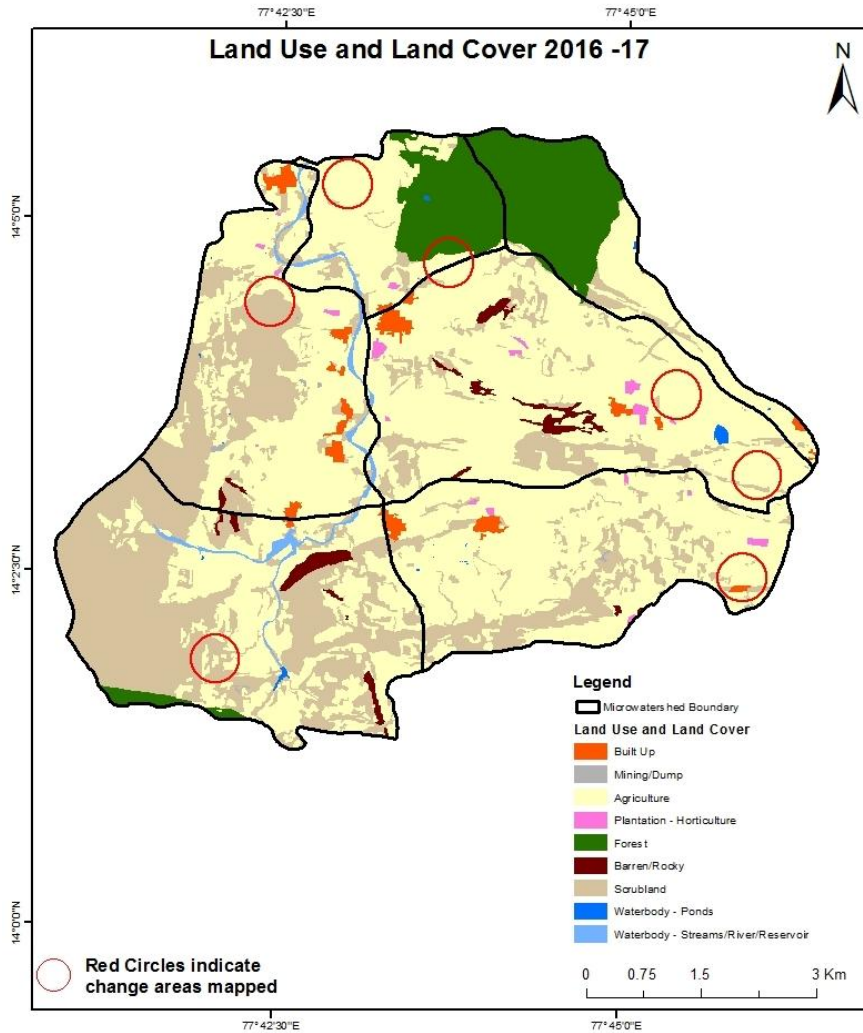 77°42'30"E
77°45'0"E
Land Use and Land Cover 2016 -17
N
14°5'0"N
14°2'30"N
14°0'0"N
Legend
Microwatershed Boundary
Land Use and Land Cover
Built Up
Mining/Dump
Agriculture
Plantation - Horticulture
Forest
Barren/Rocky
Scrubland
Waterbody - Ponds
Waterbody - Streams/River/Reservoir
Red Circles indicate
change areas mapped
0 0.75 1.5 3 Km
77°42'30"E
77°45'0"E